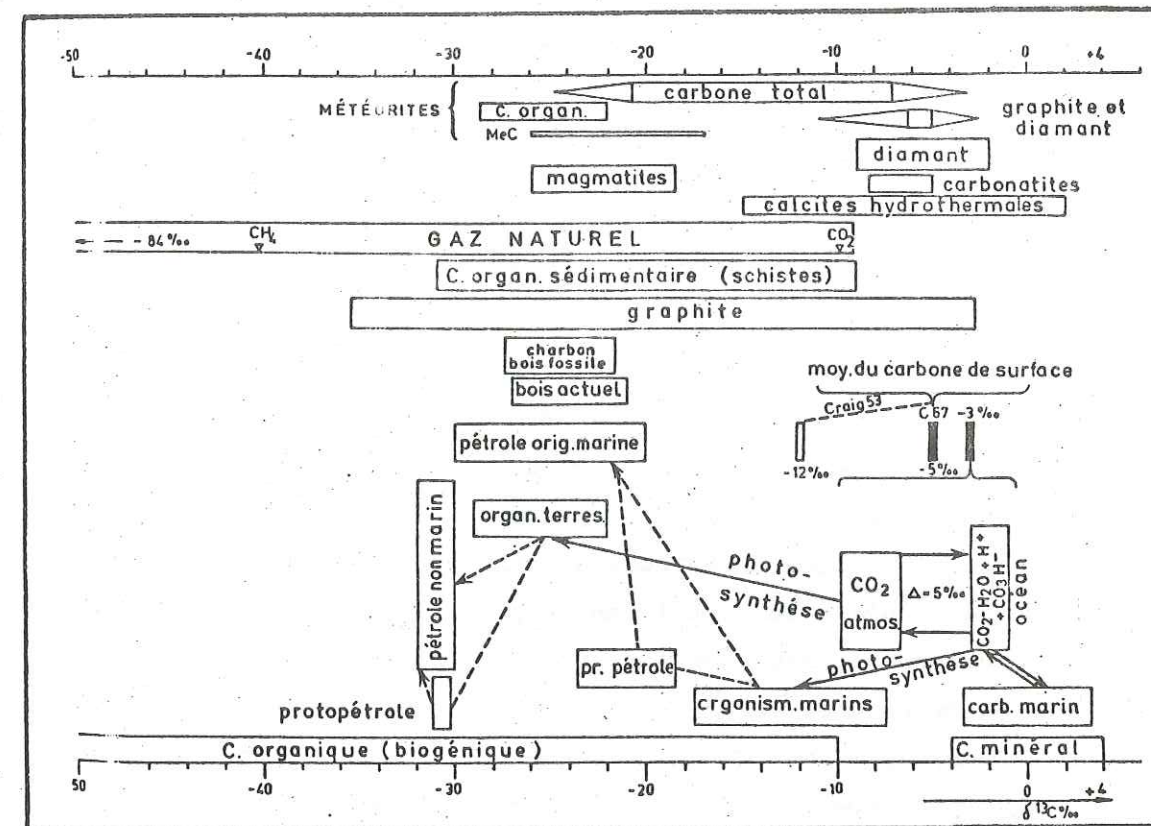 -50 -40 -30 -20 -10 0 +4
MÉTÉORITES
carbone total
C. organ.
graphite et
diamant
MeC
diamant
magmatites
carbonatites
calcites hydrothermales
- 84‰
CH4
GAZ NATUREL
CO2
C. organ. sédimentaire (schistes)
graphite
charbon
bois fossile
bois actuel
moy. du carbone de surface
Craig 53
C 67 -3‰
pétrole orig. marine
-12‰ -5‰
pétrole non marin
organ. terres.
photo-
synthése
CO2
atmos.
Δ=5‰
CO2-H2O+H+
+CO3H-
océan
pr. pétrole
photo-
synthèse
protopétrole
crganism. marins
carb. marin
C. organique (biogénique)
C. minéral
50 -40 -30 -20 -10 0 +4
δ 13C‰